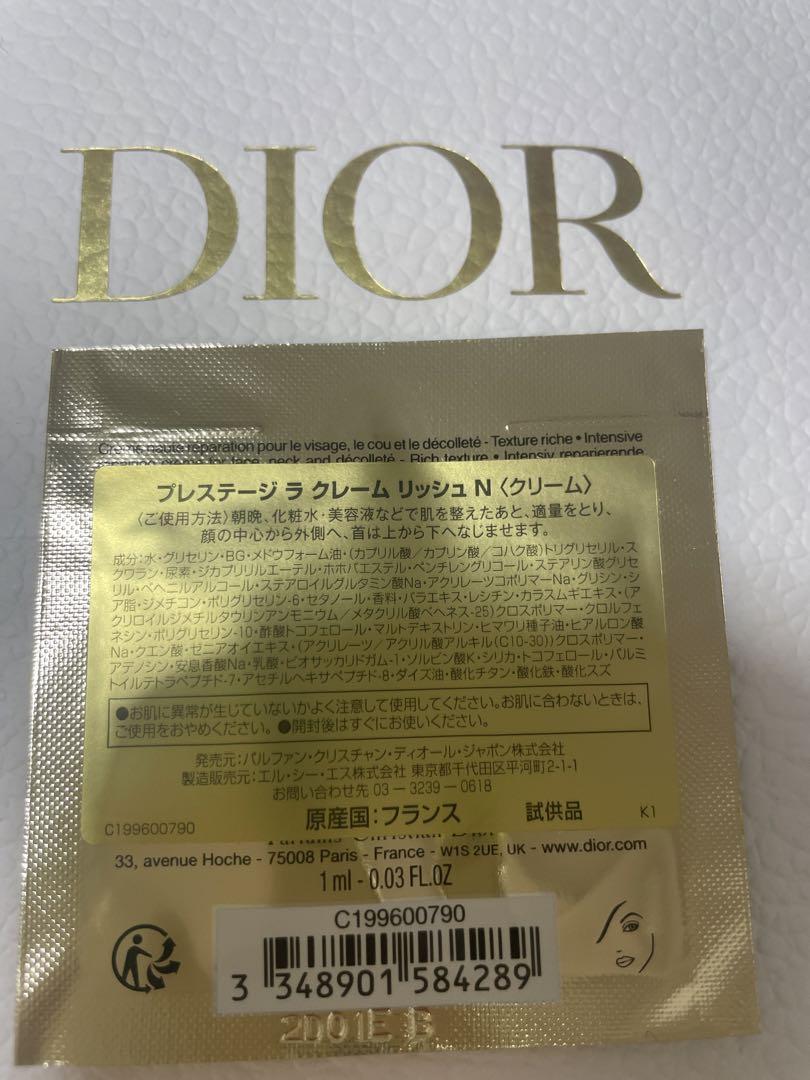 DIOR
Crème haute réparation pour le visage, le cou et le décolleté - Texture riche • Intensive
face, neck and décolleté - Rich texture • Intensiv reparierende
プレステージ ラ クレーム リッシュ N 〈クリーム〉
〈ご使用方法〉朝晩、化粧水・美容液などで肌を整えたあと、適量をとり、
顔の中心から外側へ、首は上から下へなじませます。
成分:水・グリセリン・BG・メドウフォーム油・(カプリル酸/カプリン酸/コハク酸)トリグリセリル・ス
クワラン・尿素・ジカプリリルエーテル・ホホバエステル・ペンチレングリコール・ステアリン酸グリセ
リル・ベヘニルアルコール・ステアロイルグルタミン酸Na・アクリレーツコポリマーNa・グリシン・シ
ア脂・ジメチコン・ポリグリセリン-6・セタノール・香料・バラエキス・レシチン・カラスムギエキス・(ア
クリロイルジメチルタウリンアンモニウム/メタクリル酸ベヘネス-25)クロスポリマー・クロルフェ
ネシン・ポリグリセリン-10・酢酸トコフェロール・マルトデキストリン・ヒマワリ種子油・ヒアルロン酸
Na・クエン酸・ゼニアオイエキス・(アクリレーツ/アクリル酸アルキル(C10-30))クロスポリマー・
アデノシン・安息香酸Na・乳酸・ビオサッカリドガム-1・ソルビン酸K・シリカ・トコフェロール・パルミ
トイルテトラペプチド-7・アセチルヘキサペプチド-8・ダイズ油・酸化チタン・酸化鉄・酸化スズ
●お肌に異常が生じていないかよく注意して使用してください。お肌に合わないときは、
ご使用をおやめください。 ●開封後はすぐにお使いください。
発売元:パルファン・クリスチャン・ディオール・ジャポン株式会社
製造販売元:エル・シー・エス株式会社 東京都千代田区平河町2-1-1
お問い合わせ先 03-3239-0618
C199600790 原産国:フランス 試供品 K1
Parfums Christian Dior
33, avenue Hoche - 75008 Paris - France - W1S 2UE, UK - www.dior.com
1 ml - 0.03 FL.OZ
C199600790
3 348901 584289
2D01E B